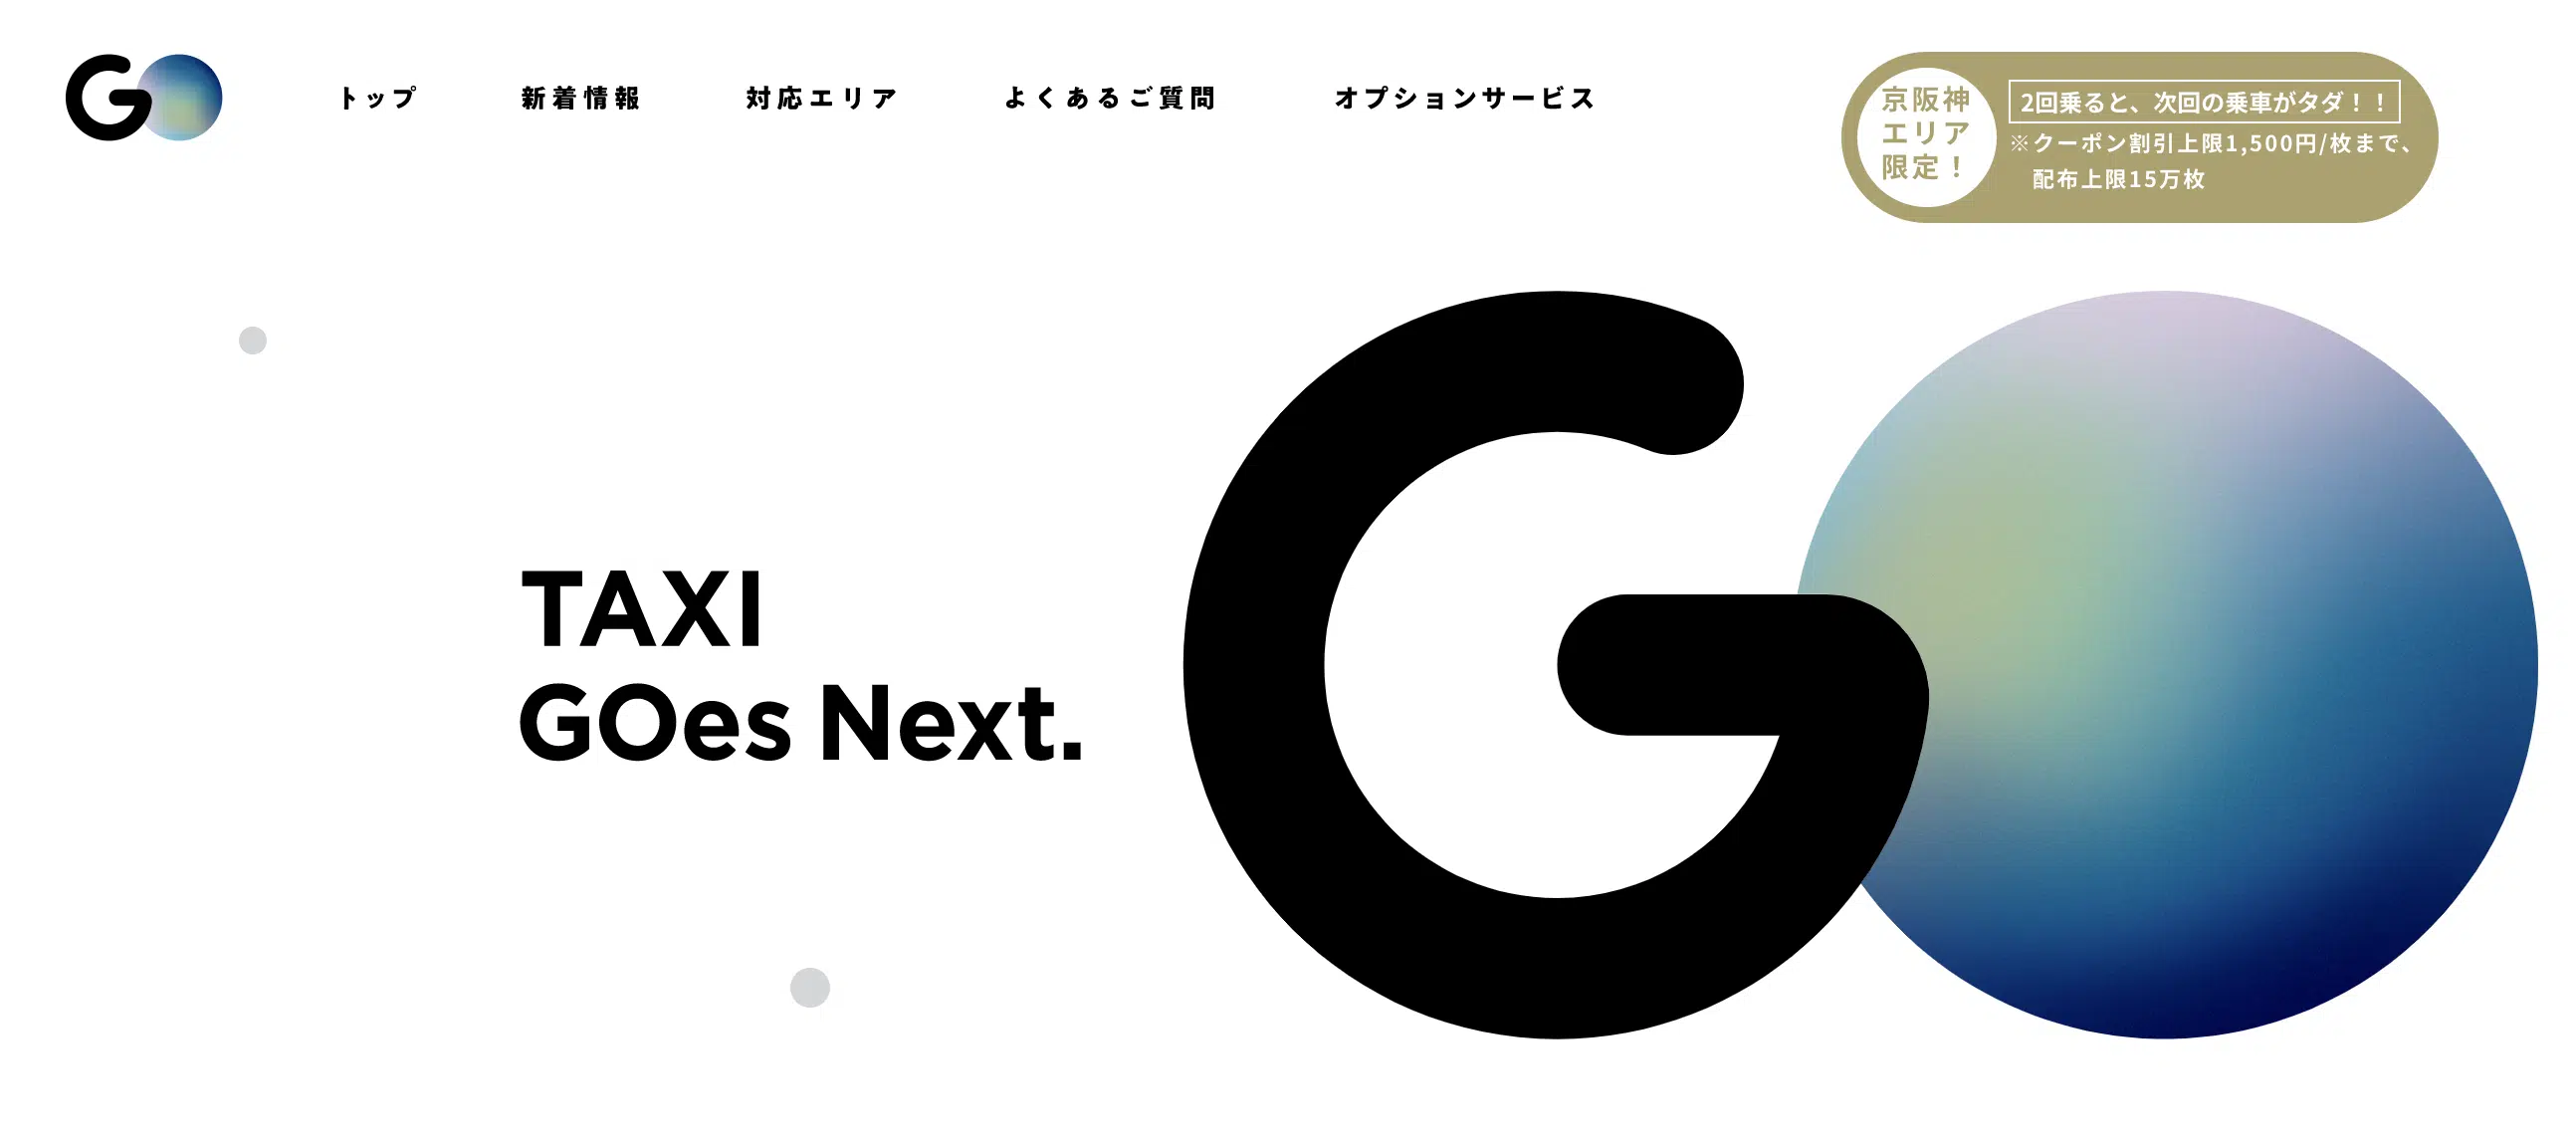 GO
トップ
新着情報
対応エリア
よくあるご質問
オプションサービス
京阪神
エリア
限定！
2回乗ると、次回の乗車がタダ！！
※クーポン割引上限1,500円/枚まで、
配布上限15万枚
TAXI
GOes Next.
GO